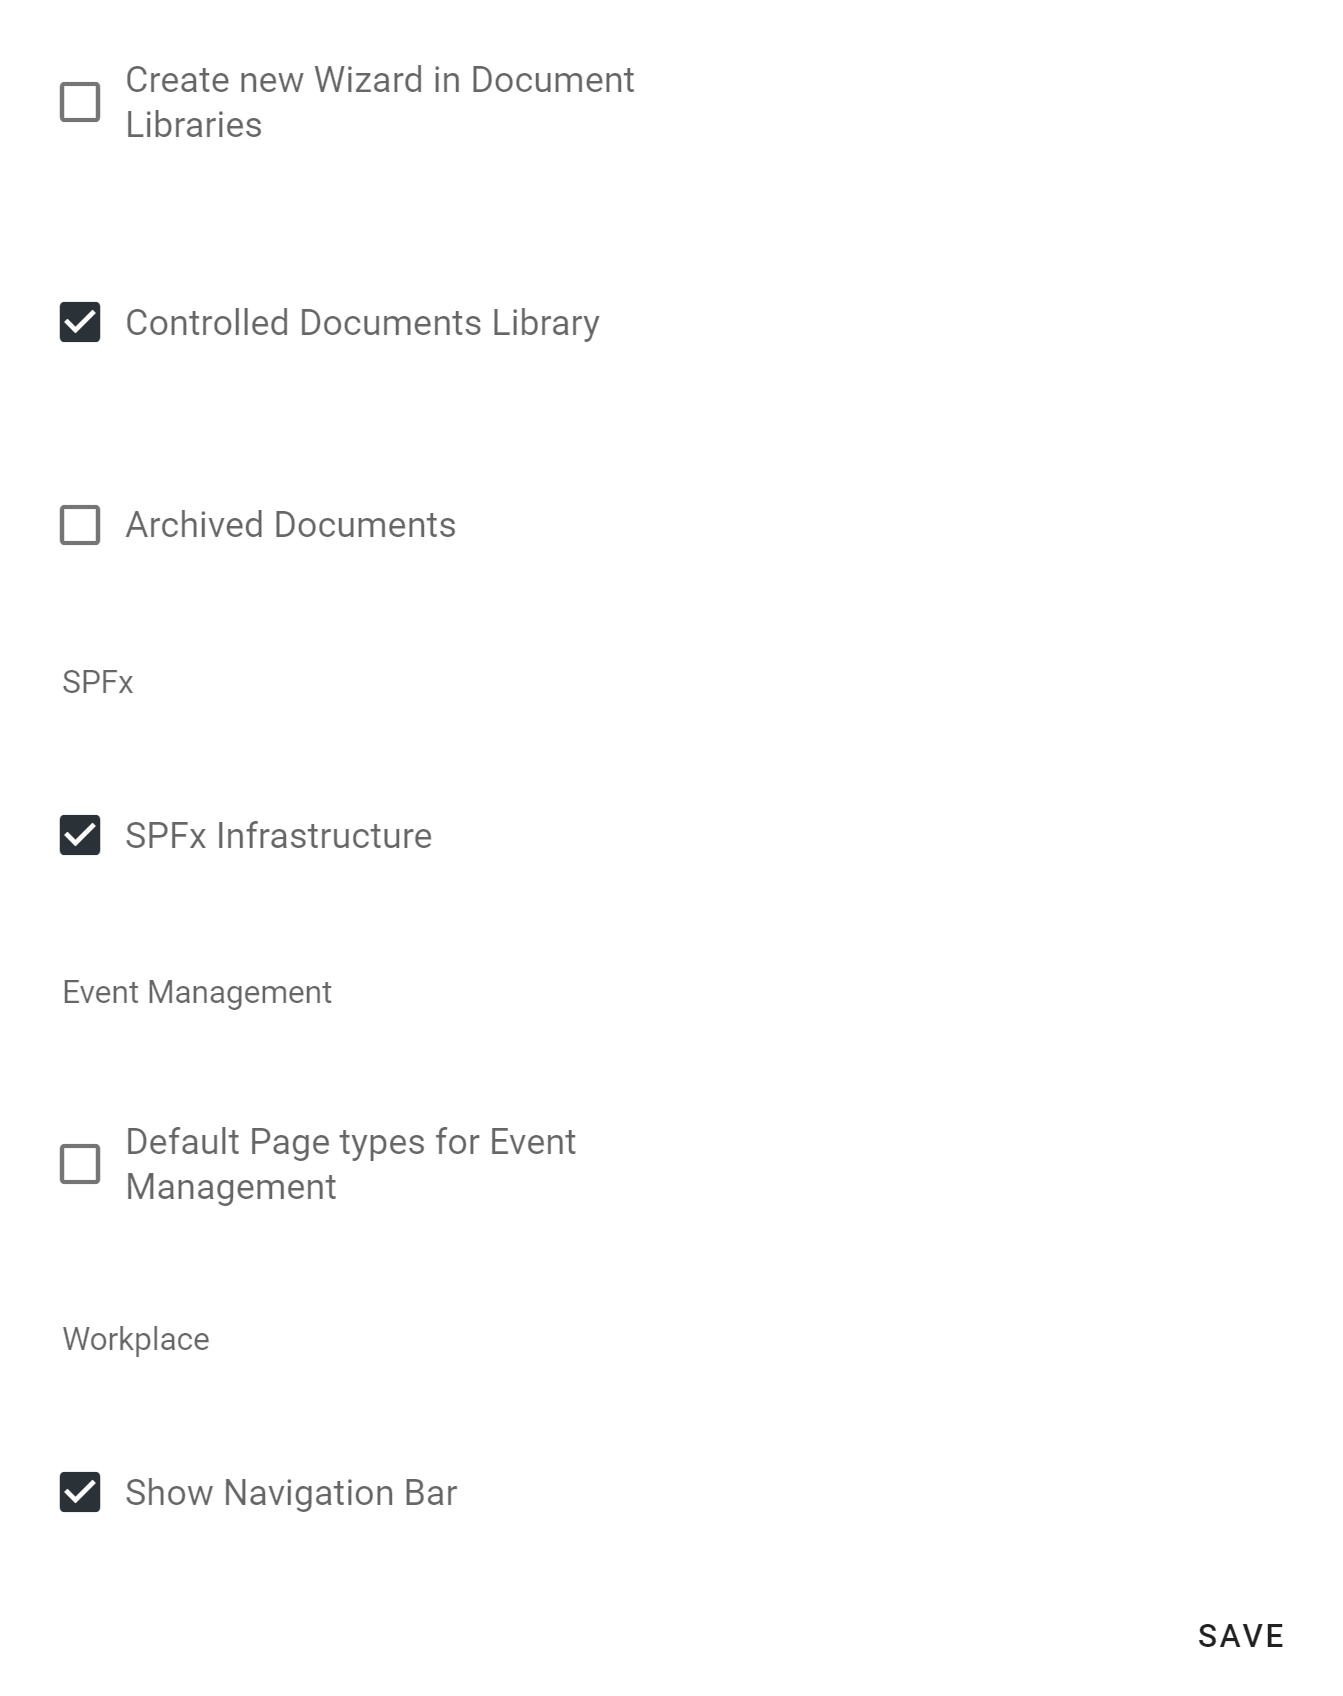 Create new Wizard in Document
Libraries
Controlled Documents Library
Archived Documents
SPFx
SPFx Infrastructure
Event Management
Default Page types for Event
Management
Workplace
Show Navigation Bar
SAVE